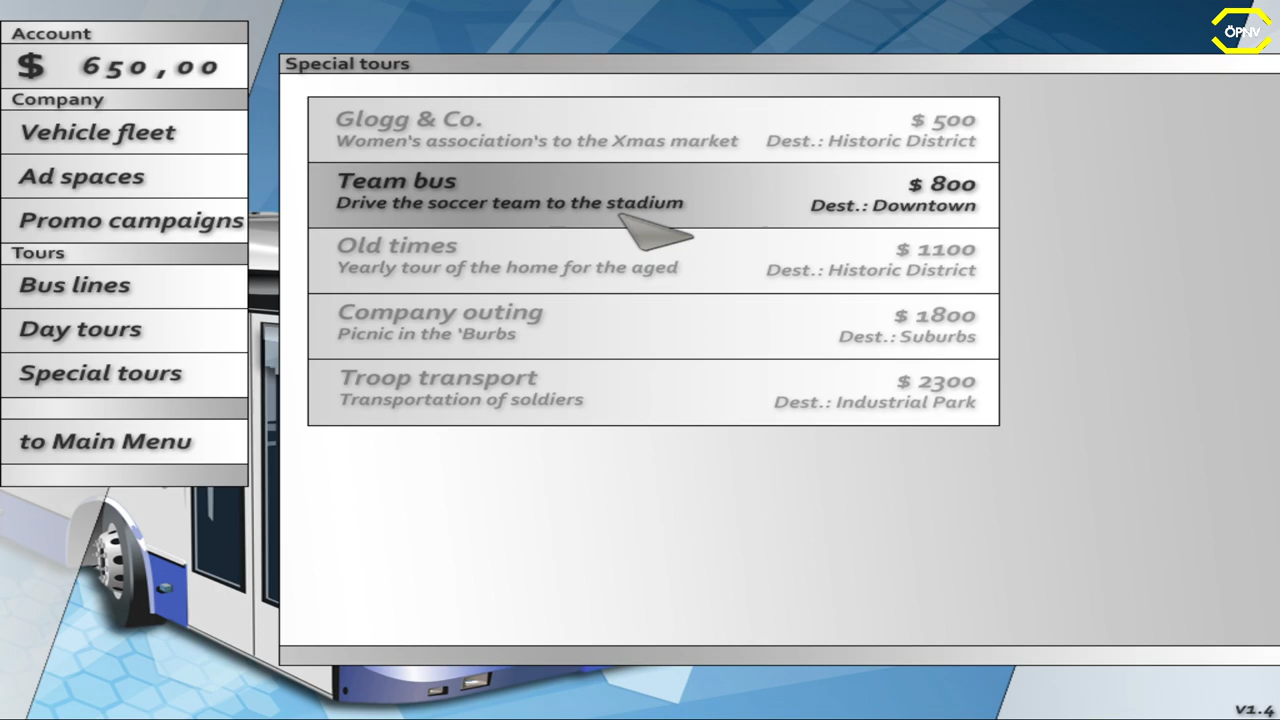 ÖPNV
Account
$ 650,00
Company
Vehicle fleet
Ad spaces
Promo campaigns
Tours
Bus lines
Day tours
Special tours
to Main Menu
Special tours
Glogg & Co.
$ 500
Women's association's to the Xmas market
Dest.: Historic District
Team bus
$ 800
Drive the soccer team to the stadium
Dest.: Downtown
Old times
$ 1100
Yearly tour of the home for the aged
Dest.: Historic District
Company outing
$ 1800
Picnic in the 'Burbs
Dest.: Suburbs
Troop transport
$ 2300
Transportation of soldiers
Dest.: Industrial Park
v1.4